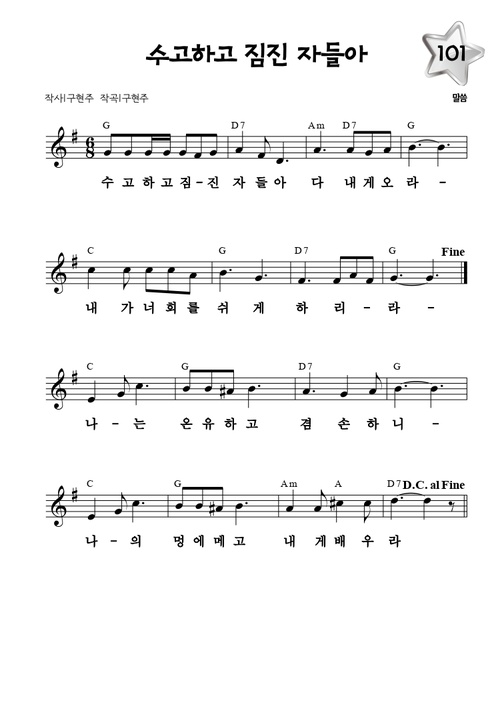 수고하고 짐진 자들아
101
작사|구현주 작곡|구현주
말씀
G D7 Am D7 G
6 8
수 고 하 고 짐 - 진 자 들 아 다 내 게 오 라 -
C G D7 G Fine
내 가 너 희 를 쉬 게 하 리 - 라 -
C G D7 G
나 - 는 온 유 하 고 겸 손 하 니 -
C G Am A D7 D.C. al Fine
나 - 의 멍 에 메 고 내 게 배 우 라